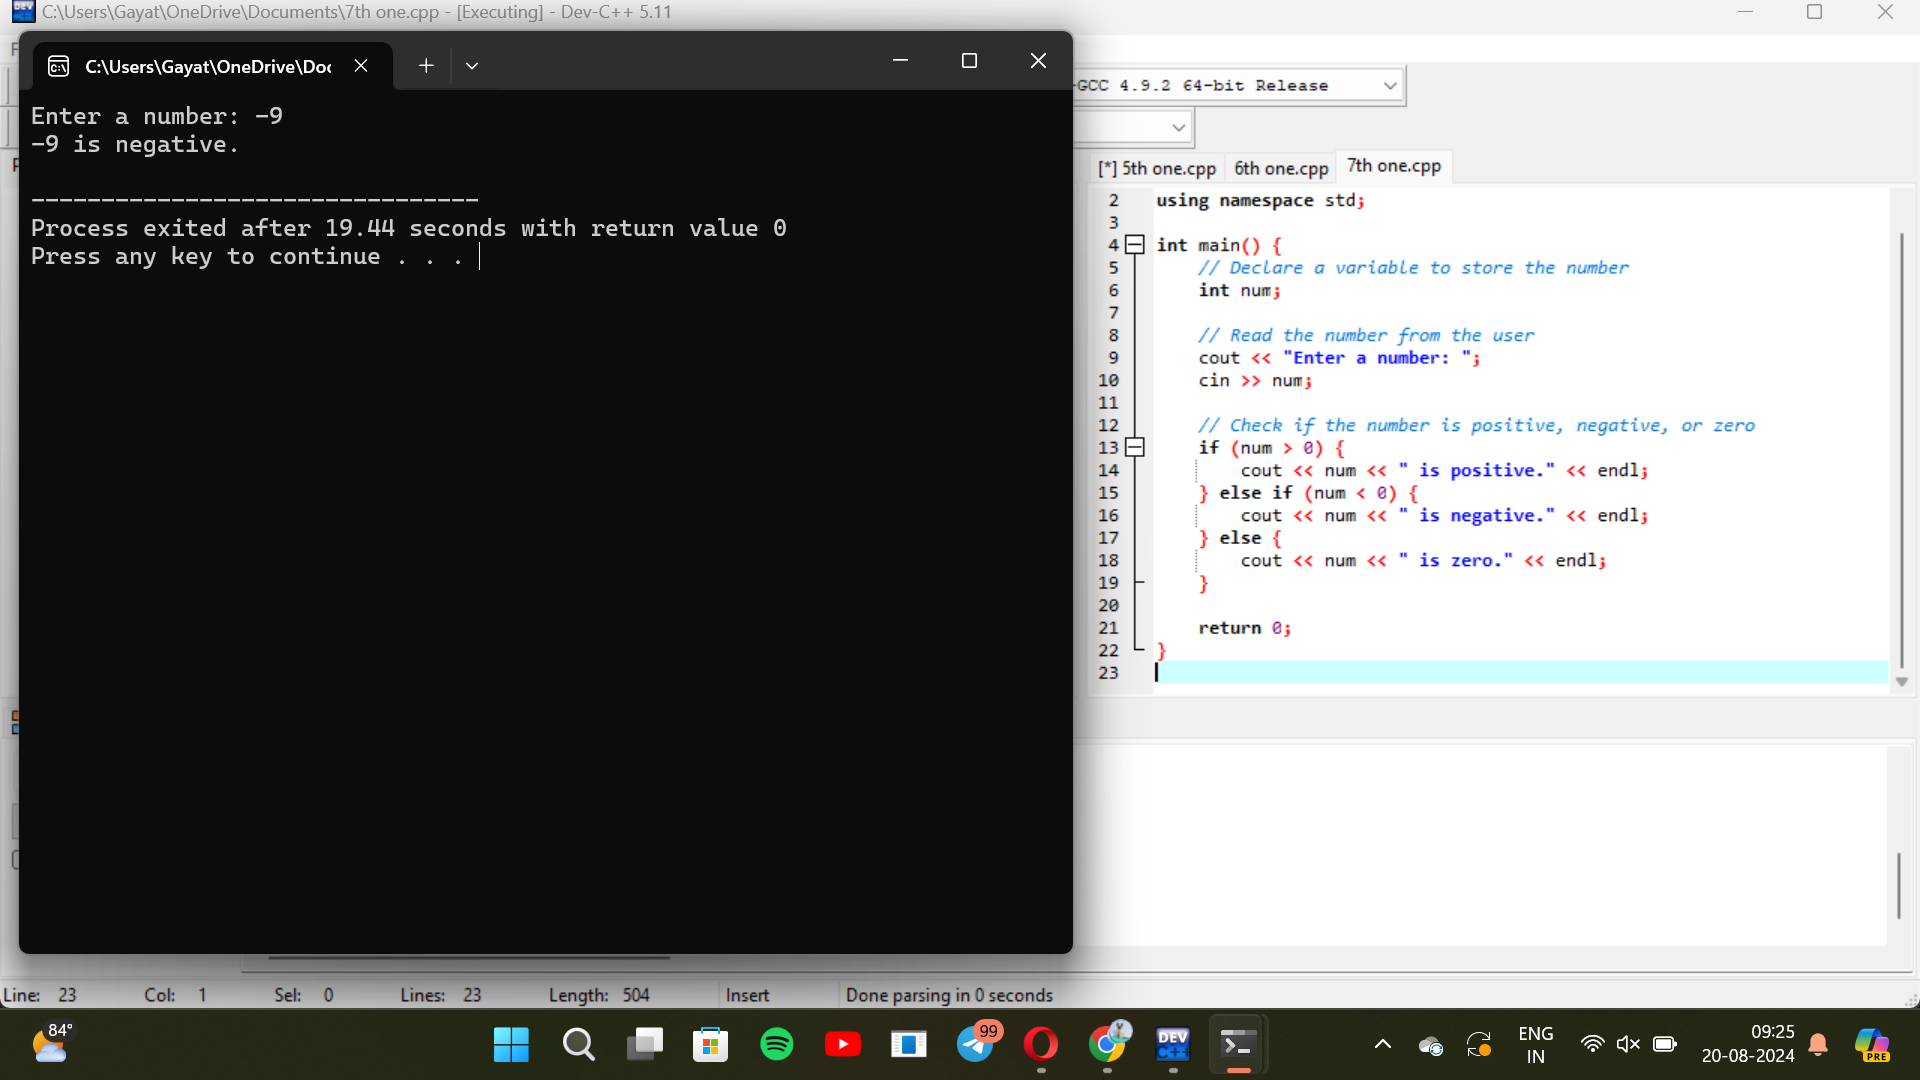 C:\Users\Gayat\OneDrive\Documents\7th one.cpp - [Executing] - Dev-C++ 5.11
C:\Users\Gayat\OneDrive\Doc
Enter a number: -9
-9 is negative.
--------------------------------
Process exited after 19.44 seconds with return value 0
Press any key to continue . . .
-GCC 4.9.2 64-bit Release
[*] 5th one.cpp 6th one.cpp 7th one.cpp
2 using namespace std;
3
4 int main() {
5 // Declare a variable to store the number
6 int num;
7
8 // Read the number from the user
9 cout << "Enter a number: ";
10 cin >> num;
11
12 // Check if the number is positive, negative, or zero
13 if (num > 0) {
14 cout << num << " is positive." << endl;
15 } else if (num < 0) {
16 cout << num << " is negative." << endl;
17 } else {
18 cout << num << " is zero." << endl;
19 }
20
21 return 0;
22 }
23
Line: 23 Col: 1 Sel: 0 Lines: 23 Length: 504 Insert Done parsing in 0 seconds
84°
99
DEV C++
ENG
IN
09:25
20-08-2024
PRE